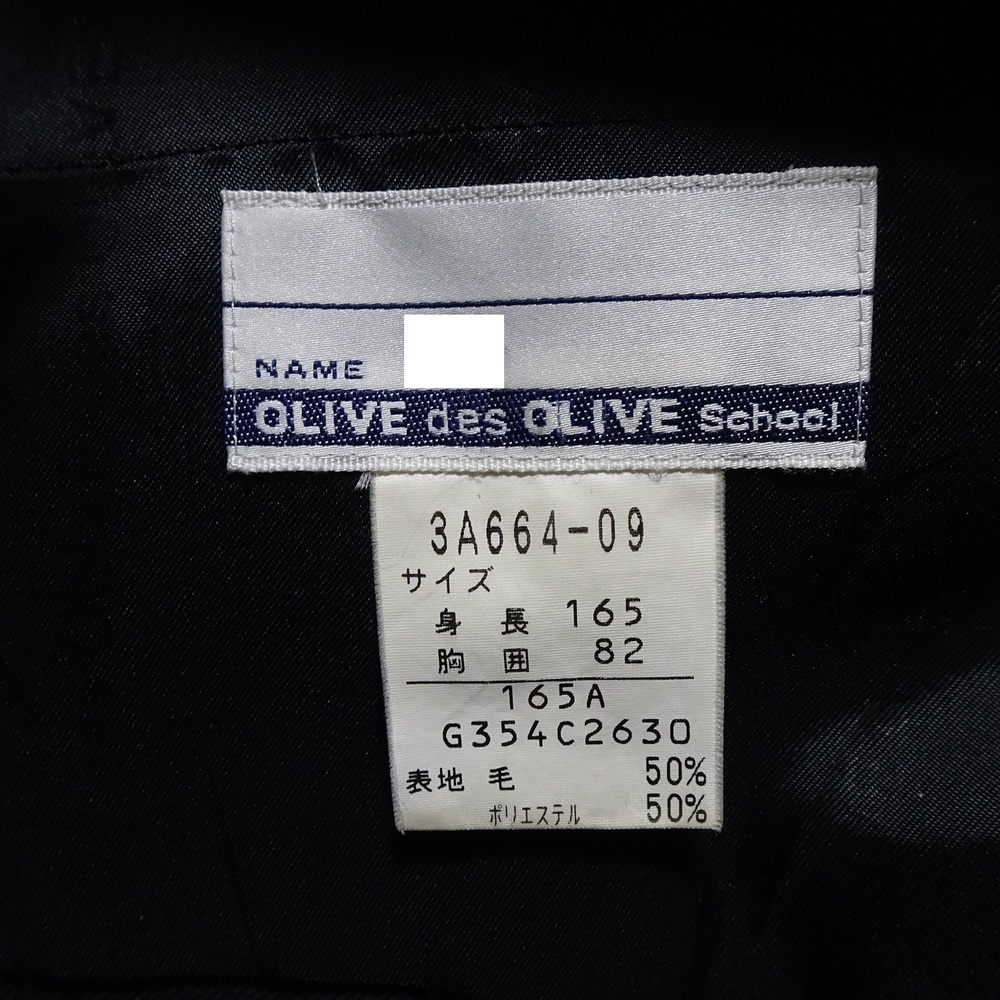 NAME
OLIVE des OLIVE School
3A664-09
サイズ
身 長 165
胸 囲 82
165A
G354C2630
表地 毛 50%
ポリエステル 50%